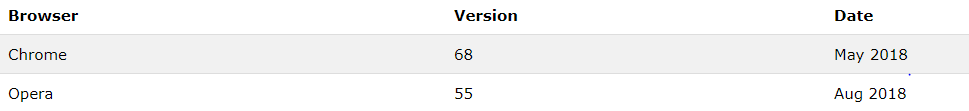 Browser Version Date
Chrome 68 May 2018
Opera 55 Aug 2018